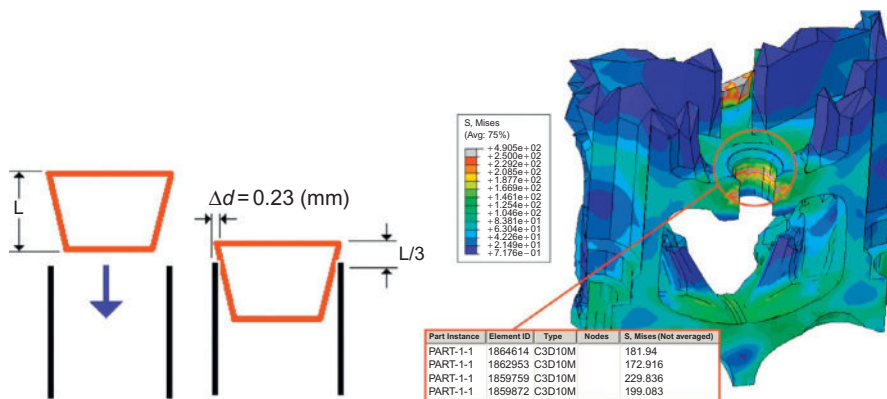 L
Δd = 0.23 (mm)
L/3
S, Mises
(Avg: 75%)
+4.905e+02
+2.500e+02
+2.292e+02
+2.085e+02
+1.877e+02
+1.669e+02
+1.461e+02
+1.254e+02
+1.046e+02
+8.381e+01
+6.304e+01
+4.226e+01
+2.149e+01
+7.176e−01
Part Instance Element ID Type Nodes S, Mises (Not averaged)
PART-1-1 1864614 C3D10M 181.94
PART-1-1 1862953 C3D10M 172.916
PART-1-1 1859759 C3D10M 229.836
PART-1-1 1859872 C3D10M 199.083